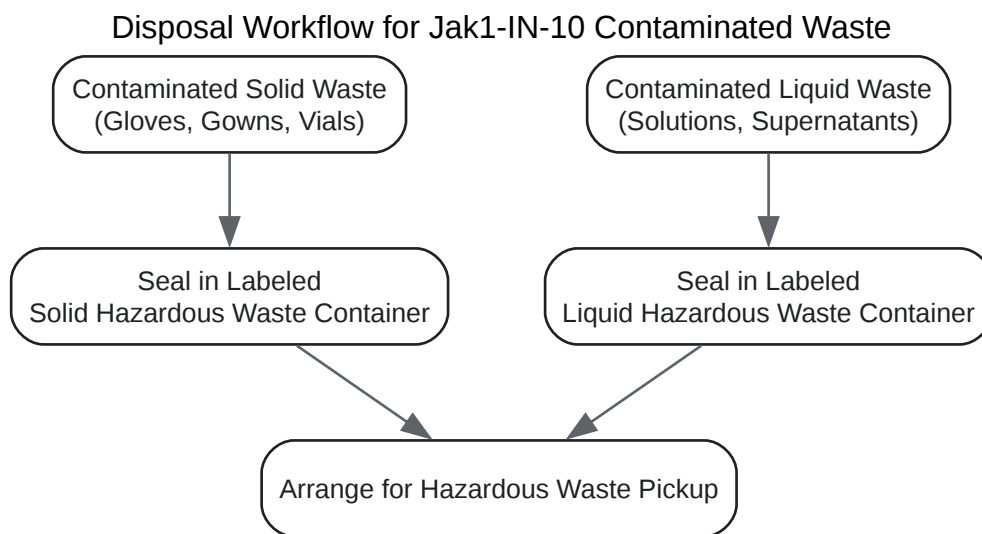 Disposal Workflow for Jak1-IN-10 Contaminated Waste
Contaminated Solid Waste
(Gloves, Gowns, Vials)
Contaminated Liquid Waste
(Solutions, Supernatants)
Seal in Labeled
Solid Hazardous Waste Container
Seal in Labeled
Liquid Hazardous Waste Container
Arrange for Hazardous Waste Pickup